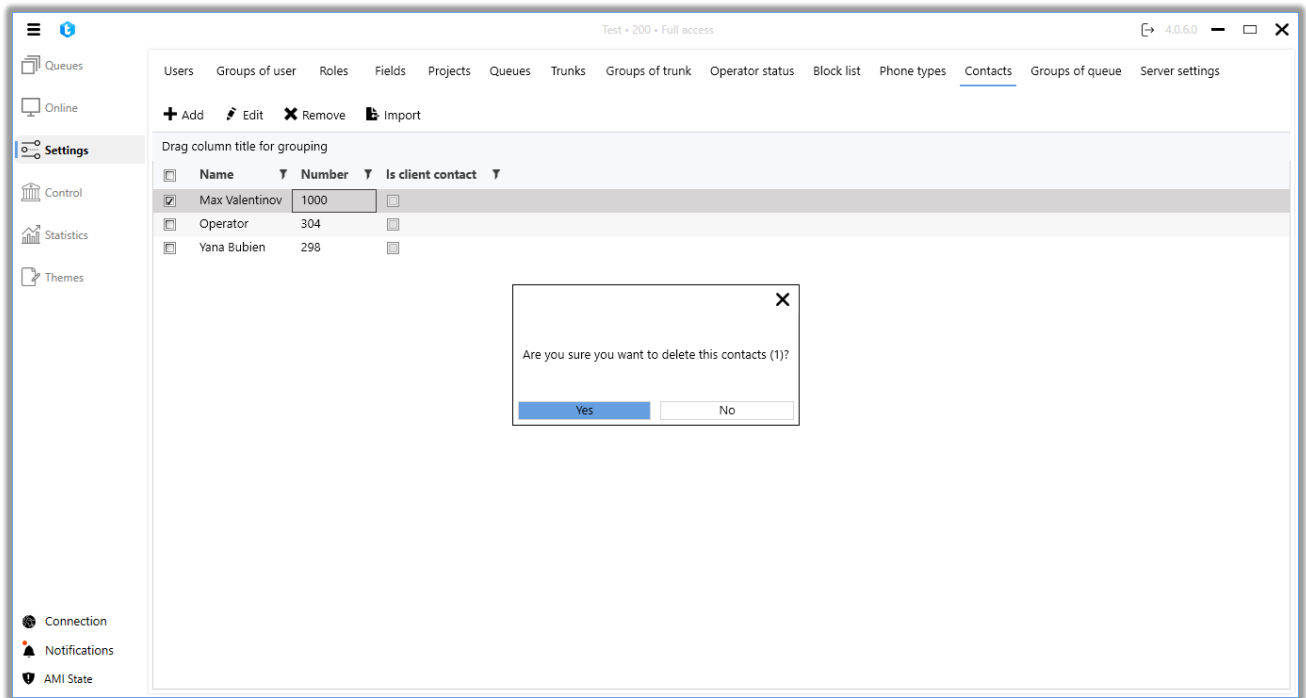 Test • 200 • Full access
4.0.6.0
Queues
Online
Settings
Control
Statistics
Themes
Connection
Notifications
AMI State
Users Groups of user Roles Fields Projects Queues Trunks Groups of trunk Operator status Block list Phone types Contacts Groups of queue Server settings
Add Edit Remove Import
Drag column title for grouping
Name Number Is client contact
Max Valentinov 1000
Operator 304
Yana Bubien 298
Are you sure you want to delete this contacts (1)?
Yes No